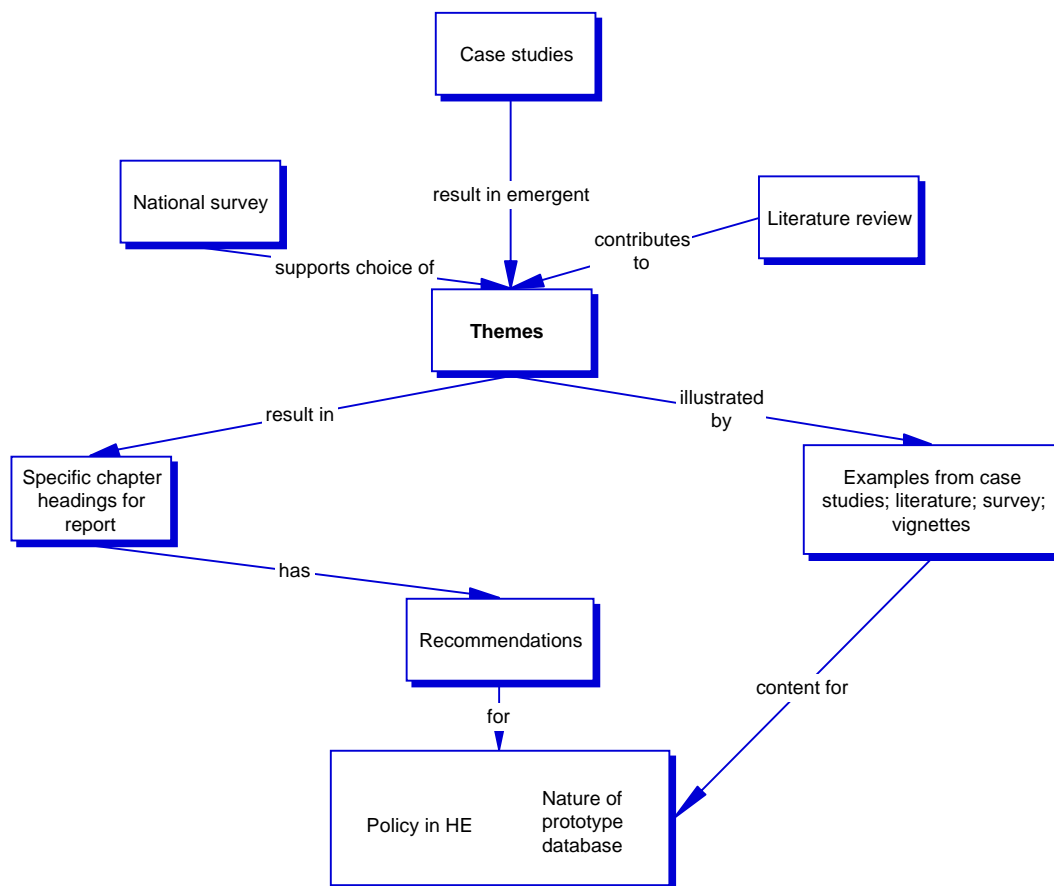 Case studies
National survey
result in emergent
Literature review
supports choice of
contributes
to
Themes
result in
illustrated
by
Specific chapter
headings for
report
Examples from case
studies; literature; survey;
vignettes
has
Recommendations
content for
for
Policy in HE
Nature of
prototype
database